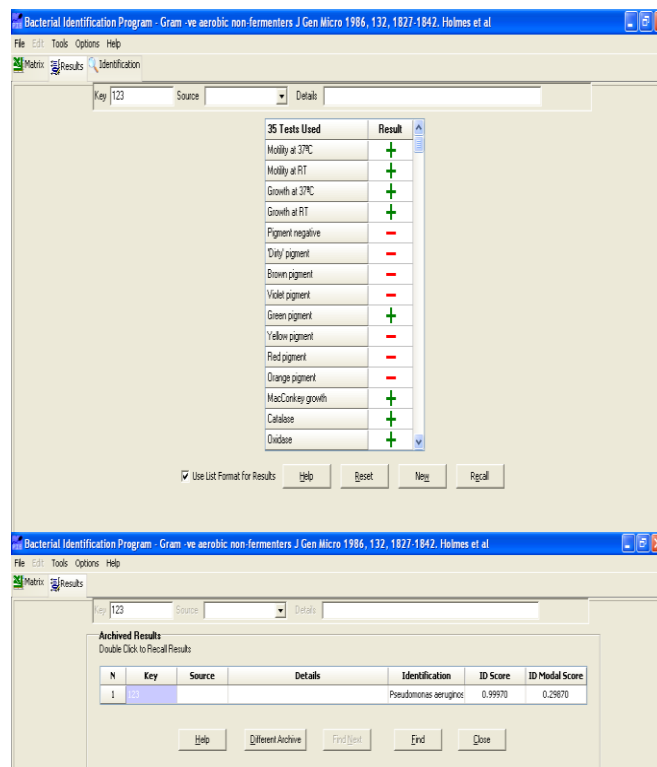 Bacterial Identification Program - Gram -ve aerobic non-fermenters J Gen Micro 1986, 132, 1827-1842. Holmes et al
File Edit Tools Options Help
Matrix Results Identification
Key 123 Source Details
35 Tests Used Result
Motility at 37ºC +
Motility at RT +
Growth at 37ºC +
Growth at RT +
Pigment negative −
'Dirty' pigment −
Brown pigment −
Violet pigment −
Green pigment +
Yellow pigment −
Red pigment −
Orange pigment −
MacConkey growth +
Catalase +
Oxidase +
Use List Format for Results Help Reset New Recall
Bacterial Identification Program - Gram -ve aerobic non-fermenters J Gen Micro 1986, 132, 1827-1842. Holmes et al
File Edit Tools Options Help
Matrix Results
Key 123 Source Details
Archived Results
Double Click to Recall Results
N Key Source Details Identification ID Score ID Modal Score
1 123 Pseudomonas aeruginos 0.99970 0.29870
Help Different Archive Find Next Find Close